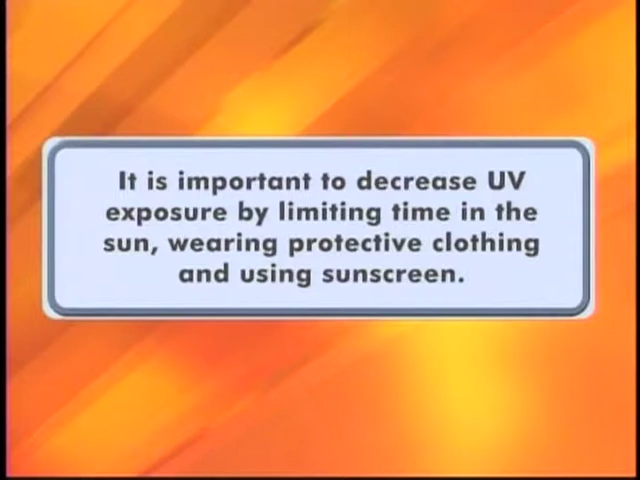 It is important to decrease UV
exposure by limiting time in the
sun, wearing protective clothing
and using sunscreen.